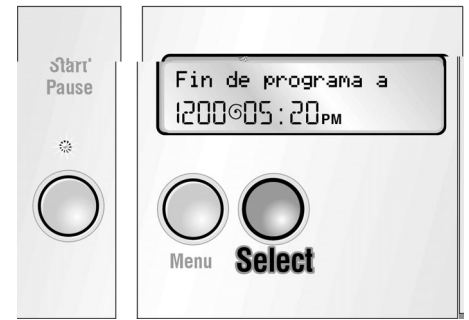 Start
Pause
Fin de programa a
1200 05:20PM
Menu
Select